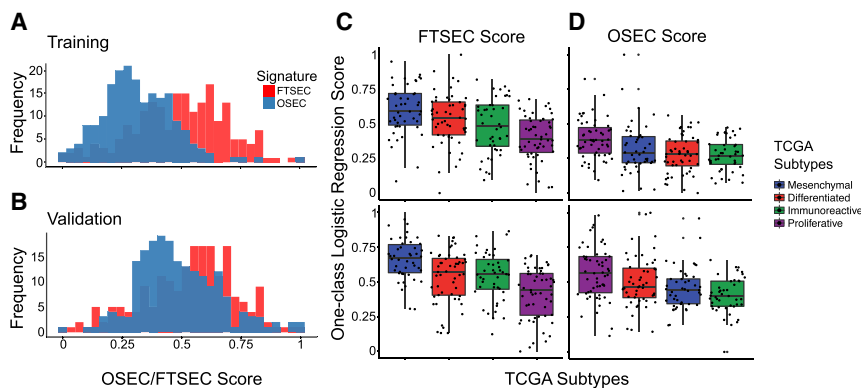 A
Training
Frequency
20
15
10
5
0
Signature
FTSEC
OSEC
B
Validation
Frequency
15
10
5
0
0
0.25
0.5
0.75
1
OSEC/FTSEC Score
C
FTSEC Score
D
OSEC Score
One-class Logistic Regression Score
1
0.75
0.5
0.25
0
1
0.75
0.5
0.25
0
TCGA Subtypes
TCGA
Subtypes
Mesenchymal
Differentiated
Immunoreactive
Proliferative